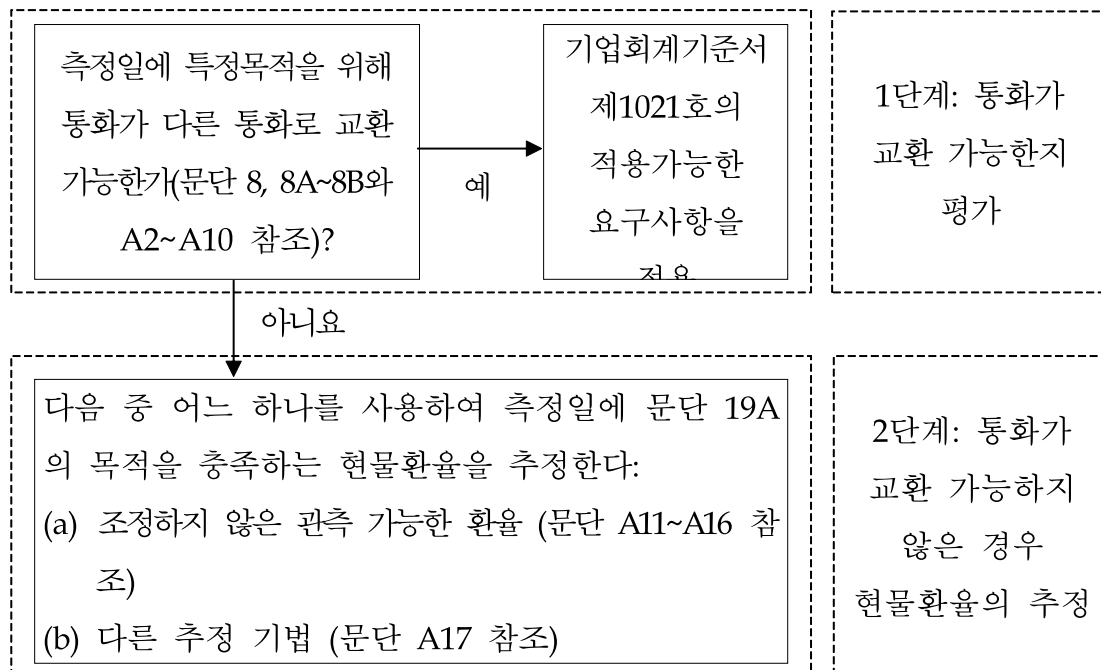 측정일에 특정목적을 위해
통화가 다른 통화로 교환
가능한가(문단 8, 8A~8B와
A2~A10 참조)?
예
기업회계기준서
제1021호의
적용가능한
요구사항을
적용
1단계: 통화가
교환 가능한지
평가
아니요
다음 중 어느 하나를 사용하여 측정일에 문단 19A
의 목적을 충족하는 현물환율을 추정한다:
(a) 조정하지 않은 관측 가능한 환율 (문단 A11~A16 참
조)
(b) 다른 추정 기법 (문단 A17 참조)
2단계: 통화가
교환 가능하지
않은 경우
현물환율의 추정